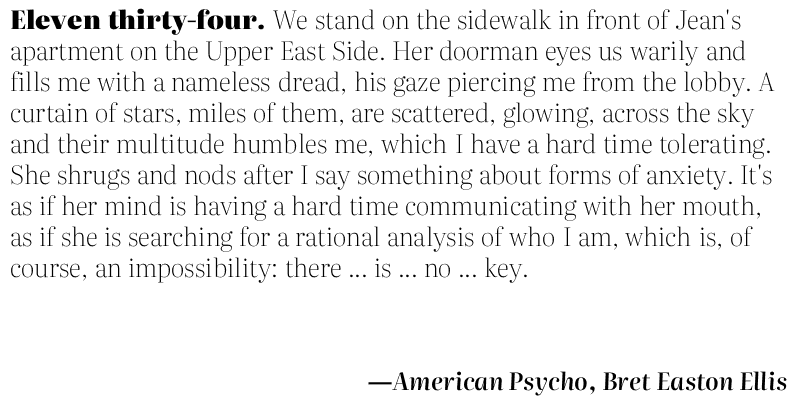 Eleven thirty-four. We stand on the sidewalk in front of Jean's
apartment on the Upper East Side. Her doorman eyes us warily and
fills me with a nameless dread, his gaze piercing me from the lobby. A
curtain of stars, miles of them, are scattered, glowing, across the sky
and their multitude humbles me, which I have a hard time tolerating.
She shrugs and nods after I say something about forms of anxiety. It's
as if her mind is having a hard time communicating with her mouth,
as if she is searching for a rational analysis of who I am, which is, of
course, an impossibility: there ... is ... no ... key.
—American Psycho, Bret Easton Ellis